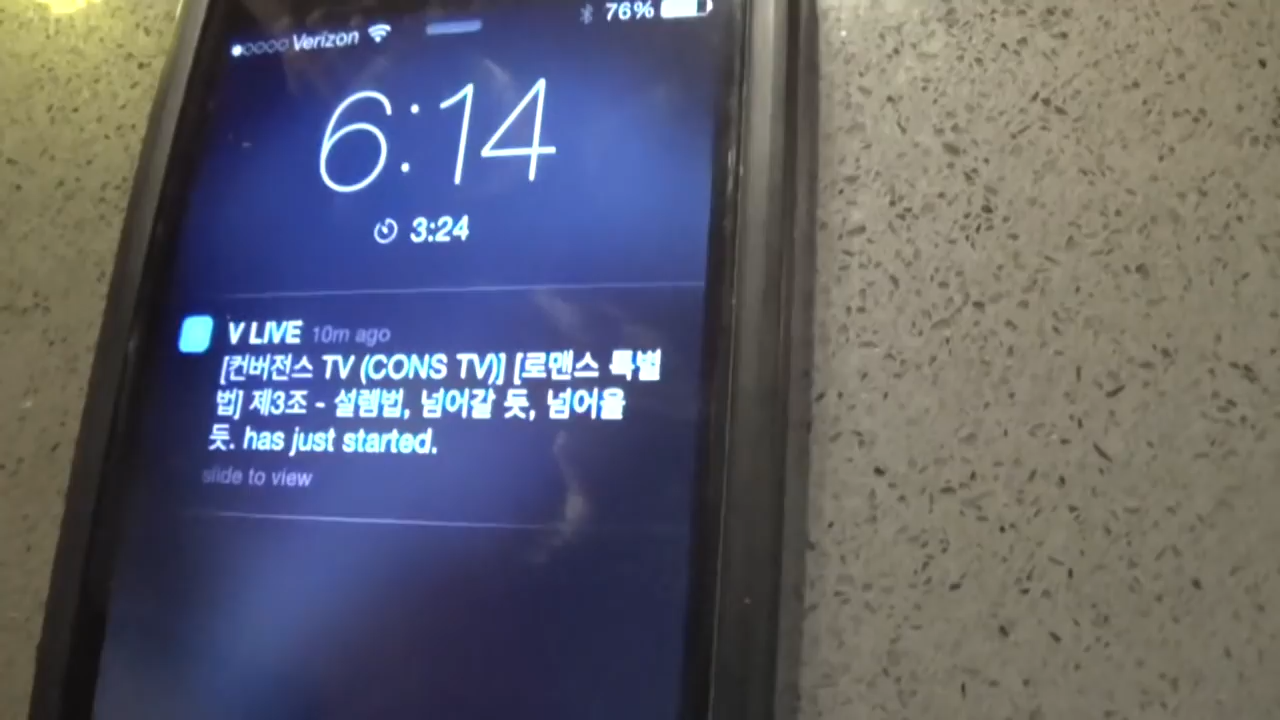 Verizon 76%
6:14
3:24
V LIVE 10m ago
[컨버전스 TV (CONS TV)] [로맨스 특별
법] 제3조 - 설렘법, 넘어갈 듯, 넘어올
듯. has just started.
slide to view